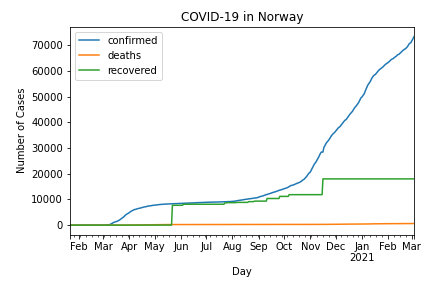 COVID-19 in Norway
confirmed
deaths
recovered
Number of Cases
70000
60000
50000
40000
30000
20000
10000
0
Feb Mar Apr May Jun Jul Aug Sep Oct Nov Dec Jan Feb Mar
2021
Day